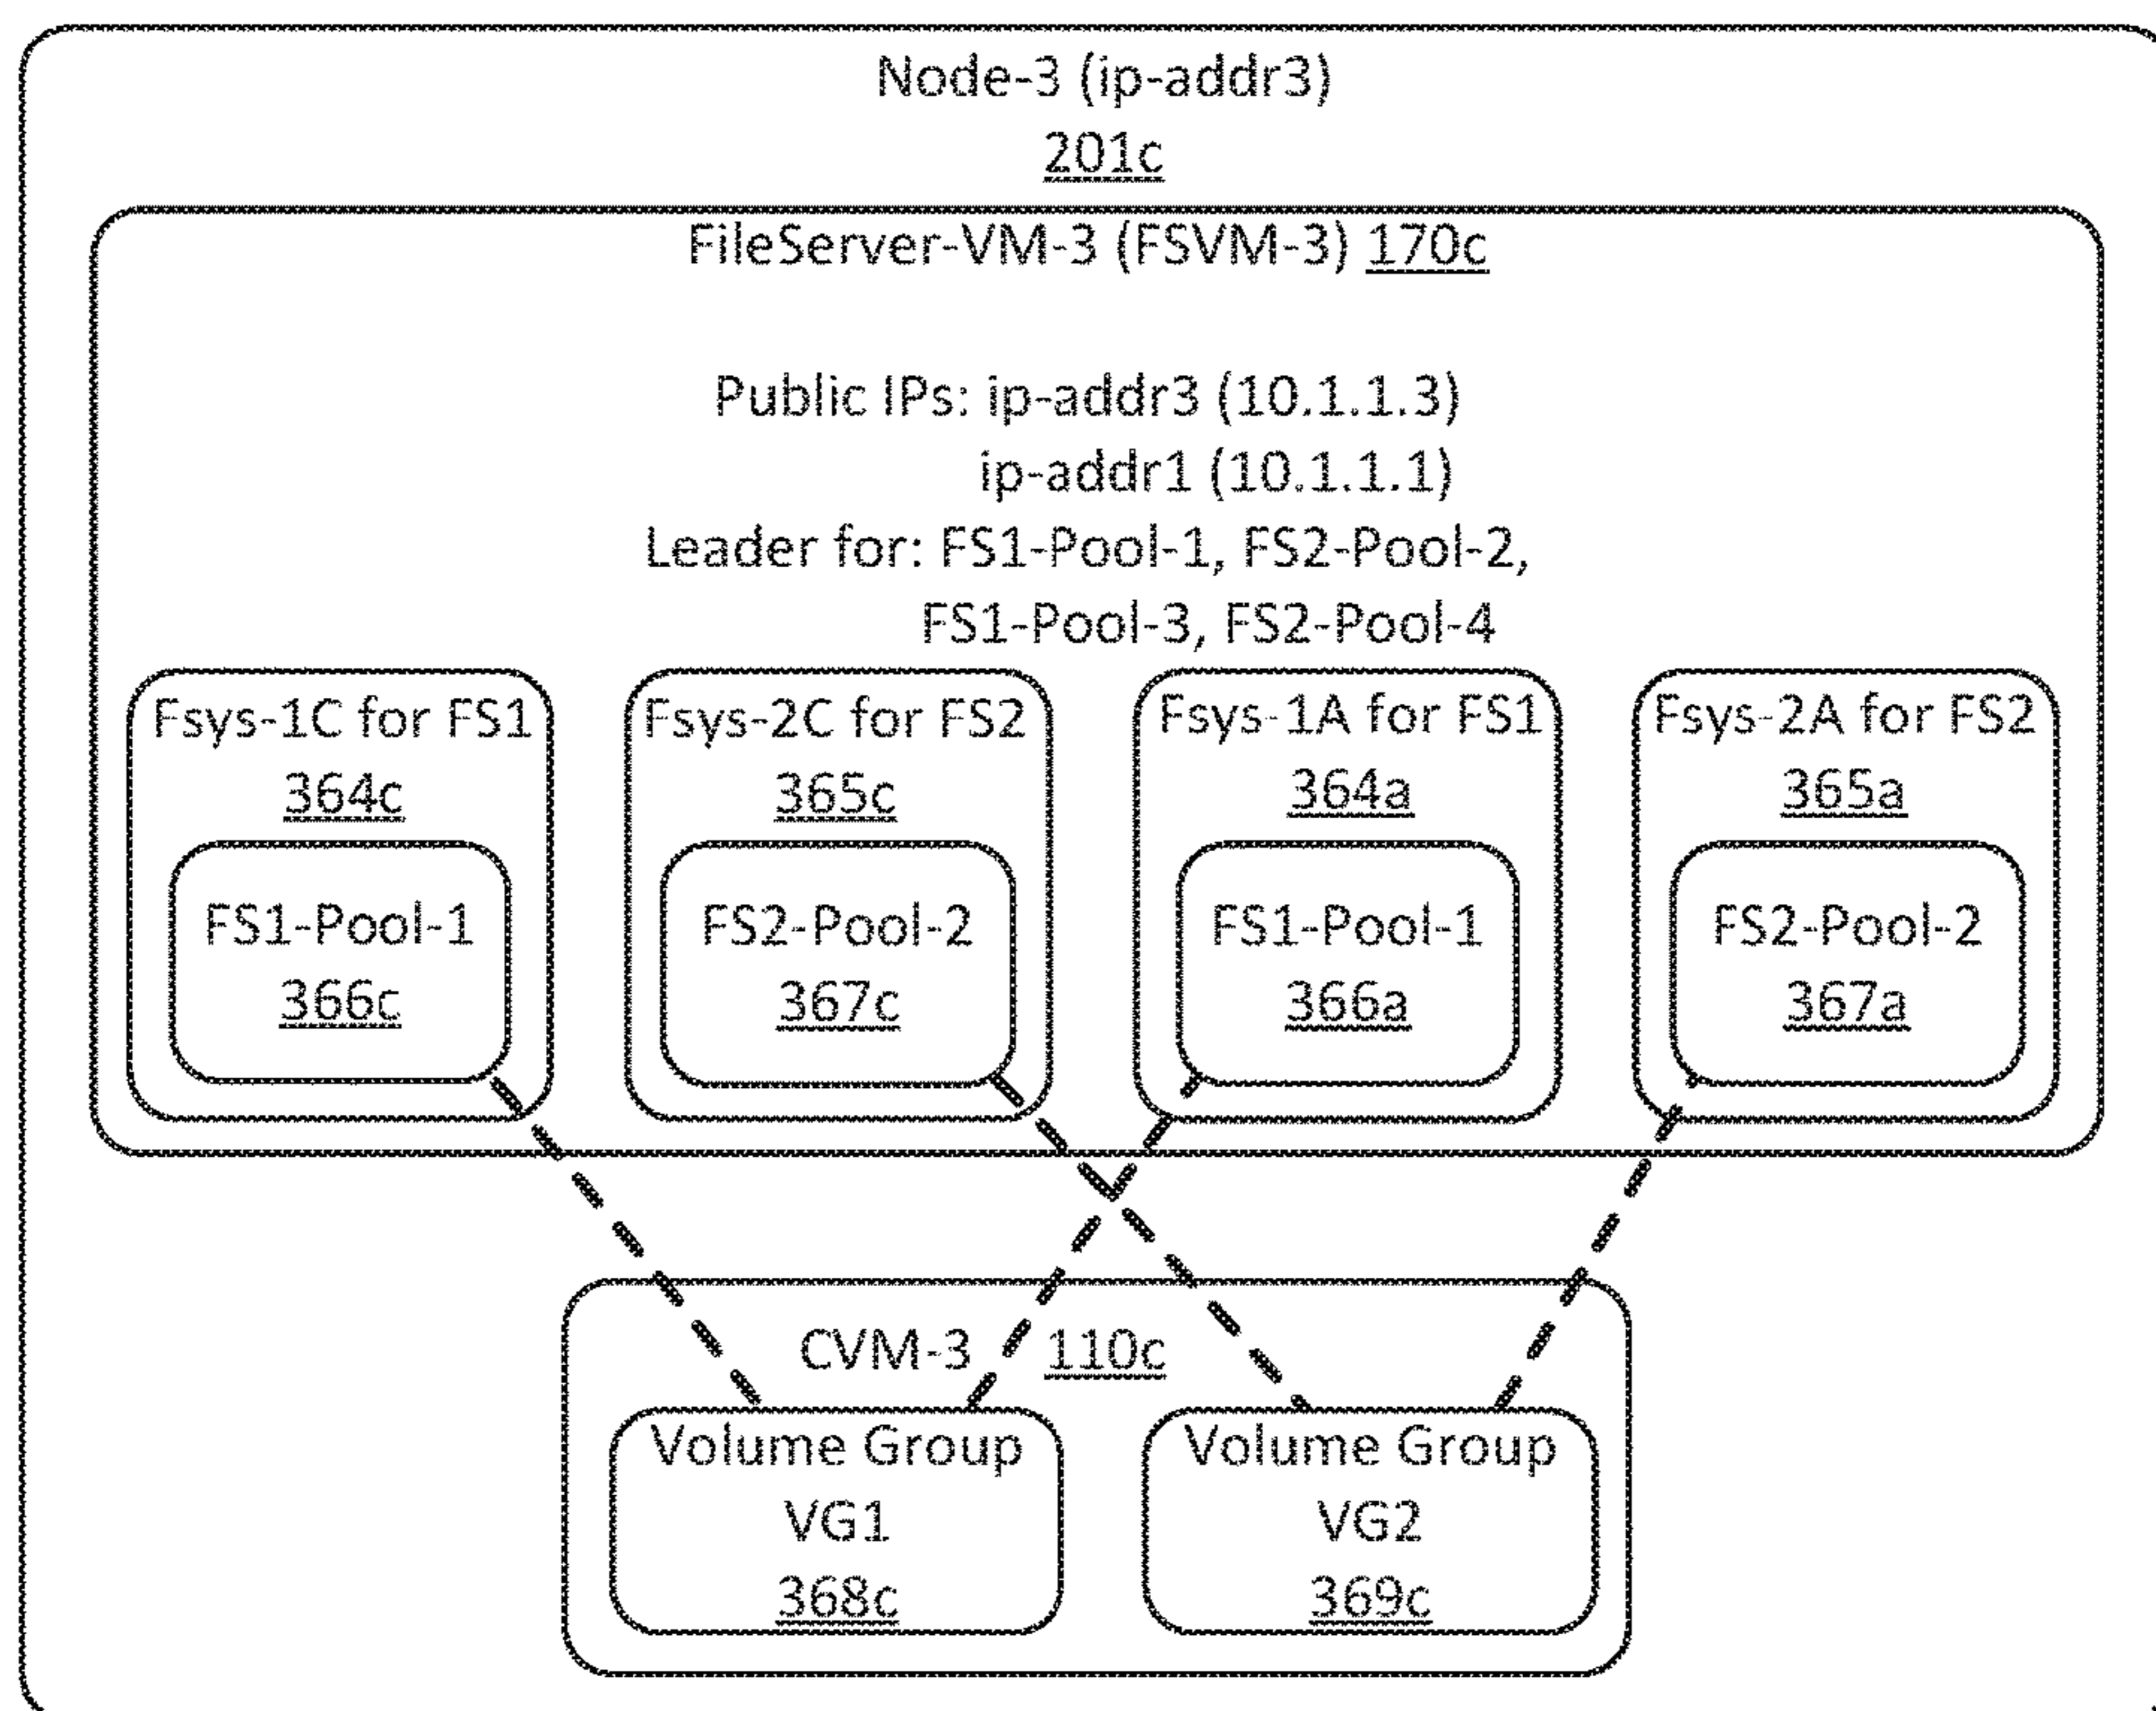 Node-3 (ip-addr3)
201c
FileServer-VM-3 (FSVM-3) 170c
Public IPs: ip-addr3 (10.1.1.3)
ip-addr1 (10.1.1.1)
Leader for: FS1-Pool-1, FS2-Pool-2,
FS1-Pool-3, FS2-Pool-4
Fsys-1C for FS1
364c
FS1-Pool-1
366c
Fsys-2C for FS2
365c
FS2-Pool-2
367c
Fsys-1A for FS1
364a
FS1-Pool-1
366a
Fsys-2A for FS2
365a
FS2-Pool-2
367a
CVM-3 110c
Volume Group
VG1
368c
Volume Group
VG2
369c